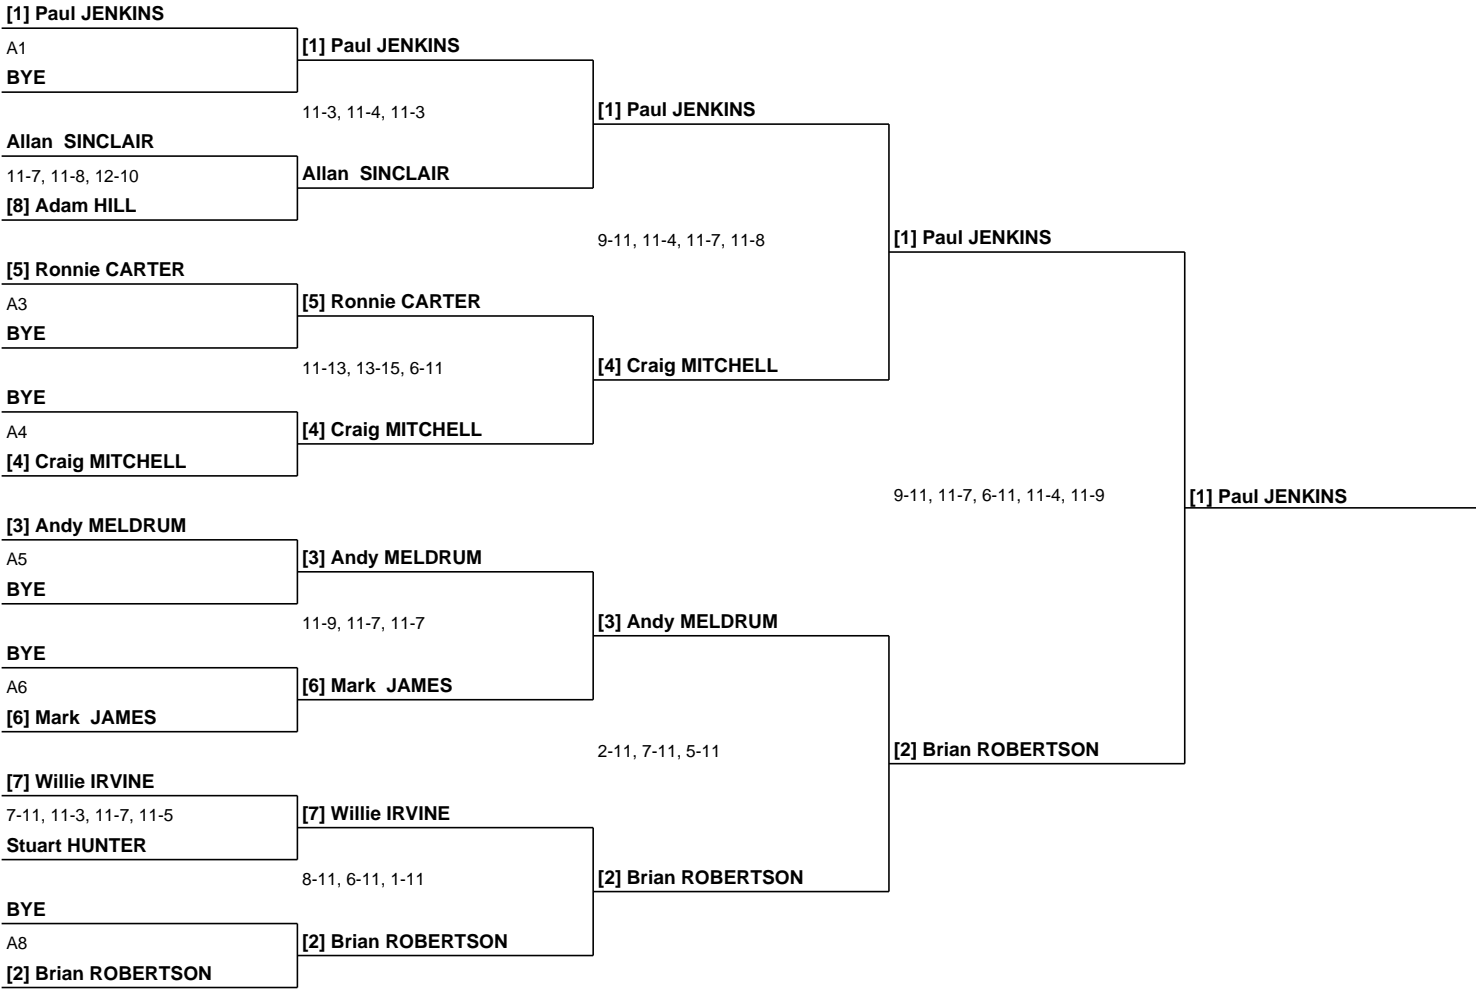 [1] Paul JENKINS
A1
BYE
Allan  SINCLAIR
11-7, 11-8, 12-10
[8] Adam HILL
[5] Ronnie CARTER
A3
BYE
BYE
A4
[4] Craig MITCHELL
[3] Andy MELDRUM
A5
BYE
BYE
A6
[6] Mark  JAMES
[7] Willie IRVINE
7-11, 11-3, 11-7, 11-5
Stuart HUNTER
BYE
A8
[2] Brian ROBERTSON
[1] Paul JENKINS
11-3, 11-4, 11-3
Allan  SINCLAIR
[5] Ronnie CARTER
11-13, 13-15, 6-11
[4] Craig MITCHELL
[3] Andy MELDRUM
11-9, 11-7, 11-7
[6] Mark  JAMES
[7] Willie IRVINE
8-11, 6-11, 1-11
[2] Brian ROBERTSON
[1] Paul JENKINS
9-11, 11-4, 11-7, 11-8
[4] Craig MITCHELL
[3] Andy MELDRUM
2-11, 7-11, 5-11
[2] Brian ROBERTSON
[1] Paul JENKINS
9-11, 11-7, 6-11, 11-4, 11-9
[2] Brian ROBERTSON
[1] Paul JENKINS